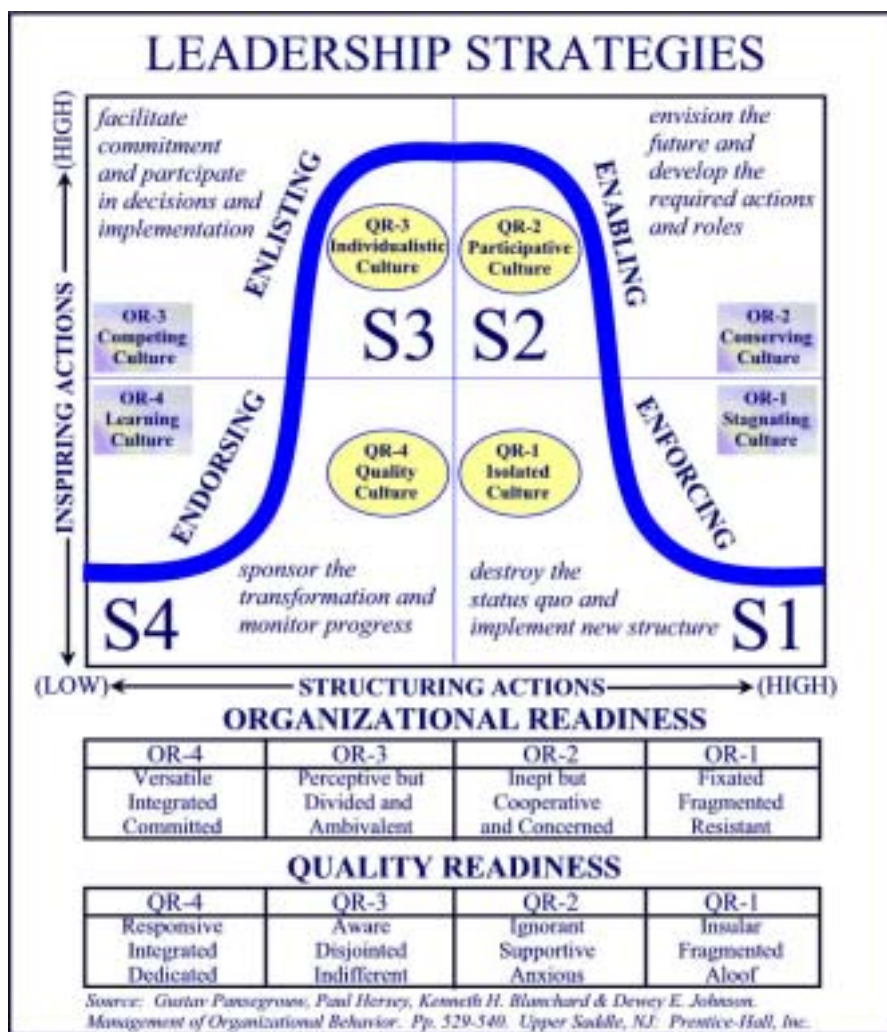 LEADERSHIP STRATEGIES
(HIGH)
INSPIRING ACTIONS
facilitate
commitment
and partcipate
in decisions and
implementation
ENLISTING
envision the
future and
develop the
required actions
and roles
ENABLING
QR-3
Individualistic
Culture
QR-2
Participative
Culture
OR-3
Competing
Culture
S3
S2
OR-2
Conserving
Culture
OR-4
Learning
Culture
ENDORSING
QR-4
Quality
Culture
QR-1
Isolated
Culture
ENFORCING
OR-1
Stagnating
Culture
S4
sponsor the
transformation and
monitor progress
destroy the
status quo and
implement new structure
S1
(LOW)
STRUCTURING ACTIONS
(HIGH)
ORGANIZATIONAL READINESS
OR-4 OR-3 OR-2 OR-1
Versatile Perceptive but Inept but Fixated
Integrated Divided and Cooperative Fragmented
Committed Ambivalent and Concerned Resistant
QUALITY READINESS
QR-4 QR-3 QR-2 QR-1
Responsive Aware Ignorant Insular
Integrated Disjointed Supportive Fragmented
Dedicated Indifferent Anxious Aloof
Source: Gustav Pansegrouw, Paul Hersey, Kenneth H. Blanchard & Dewey E. Johnson.
Management of Organizational Behavior. Pp. 529-540. Upper Saddle, NJ: Prentice-Hall, Inc.